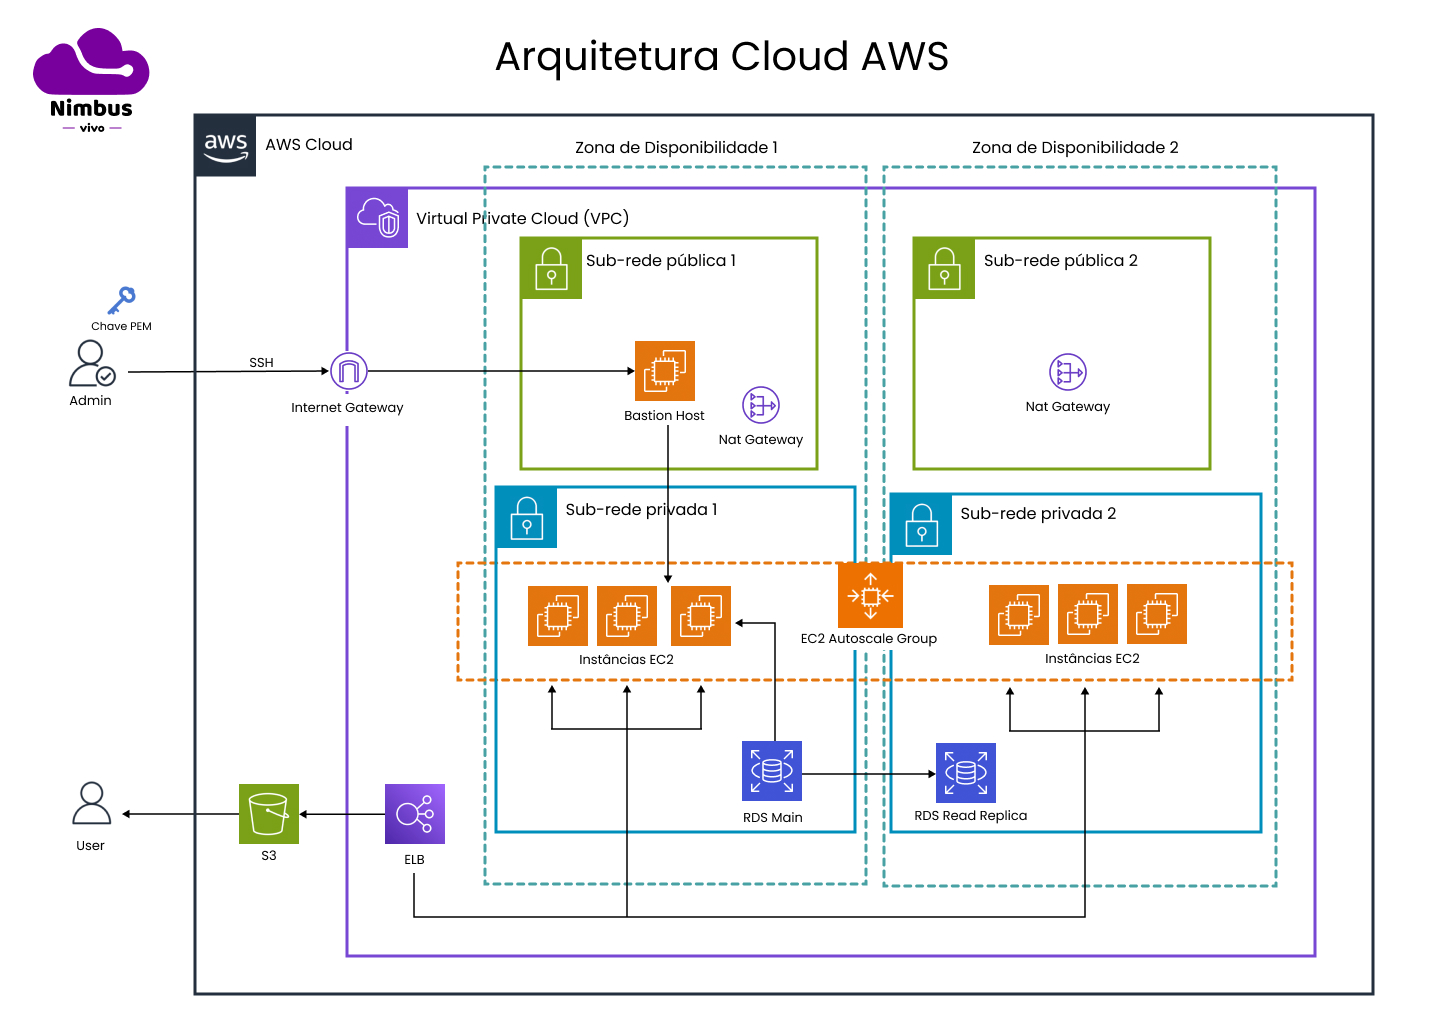 Arquitetura Cloud AWS
Nimbus
vivo
aws
AWS Cloud
Zona de Disponibilidade 1
Zona de Disponibilidade 2
Virtual Private Cloud (VPC)
Sub-rede pública 1
Sub-rede pública 2
Chave PEM
Admin
SSH
Internet Gateway
Bastion Host
Nat Gateway
Nat Gateway
Sub-rede privada 1
Sub-rede privada 2
EC2 Autoscale Group
Instâncias EC2
Instâncias EC2
RDS Main
RDS Read Replica
User
S3
ELB